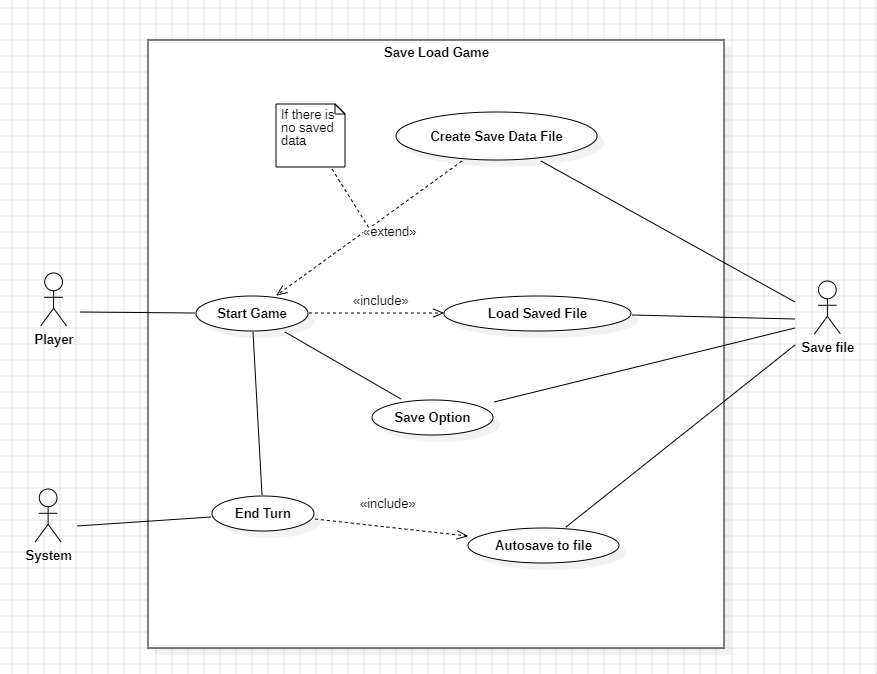 Save Load Game
If there is
no saved
data
Create Save Data File
«extend»
«include»
Start Game
Load Saved File
Player
Save file
Save Option
«include»
End Turn
Autosave to file
System